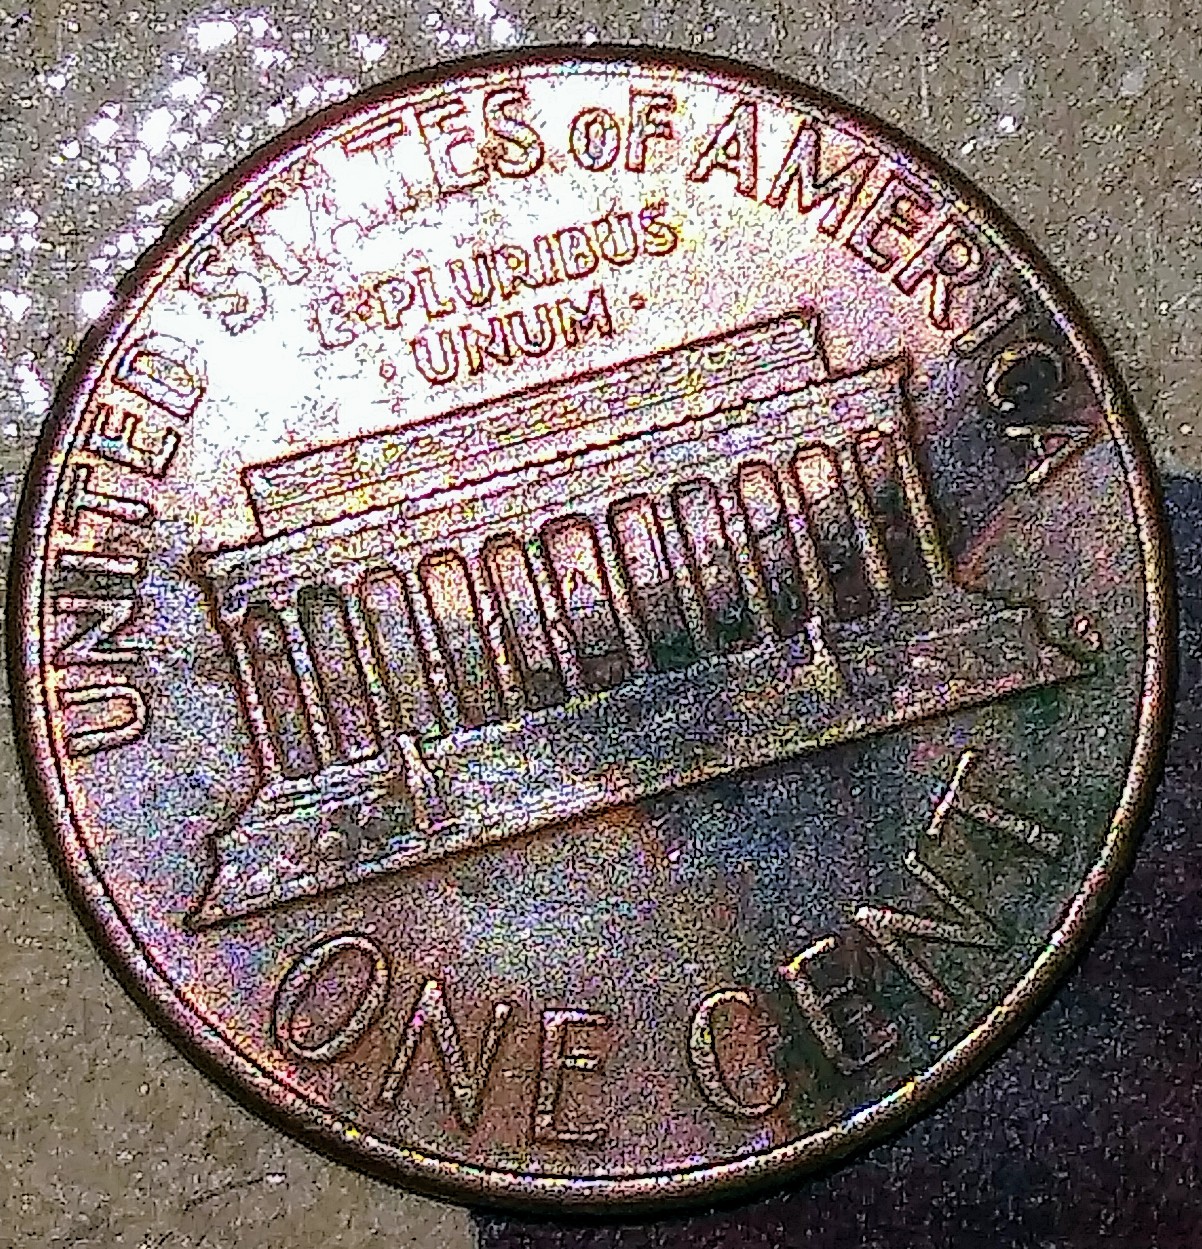 UNITED STATES OF AMERICA
E·PLURIBUS
·UNUM·
ONE CENT